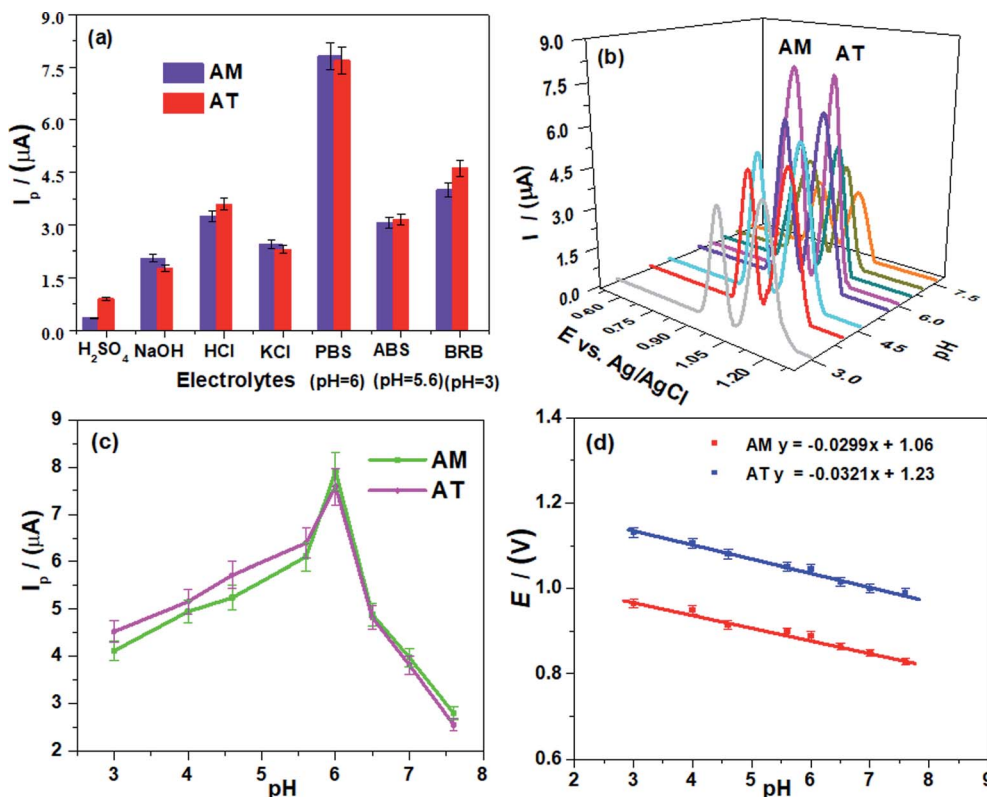 (a)
AM
AT
9.0
7.5
6.0
4.5
3.0
1.5
0.0
I_p / (µA)
H₂SO₄ NaOH HCl KCl PBS ABS BRB
Electrolytes (pH=6) (pH=5.6) (pH=3)
(b)
AM AT
9.0
7.5
6.0
4.5
3.0
1.5
0.0
I / (µA)
0.60
0.75
0.90
1.05
1.20
E vs. Ag/AgCl
3.0
4.5
6.0
7.5
pH
(c)
AM
AT
9
8
7
6
5
4
3
2
I_p / (µA)
3 4 5 6 7 8
pH
(d)
AM y = -0.0299x + 1.06
AT y = -0.0321x + 1.23
1.4
1.2
1.0
0.8
0.6
E / (V)
2 3 4 5 6 7 8 9
pH